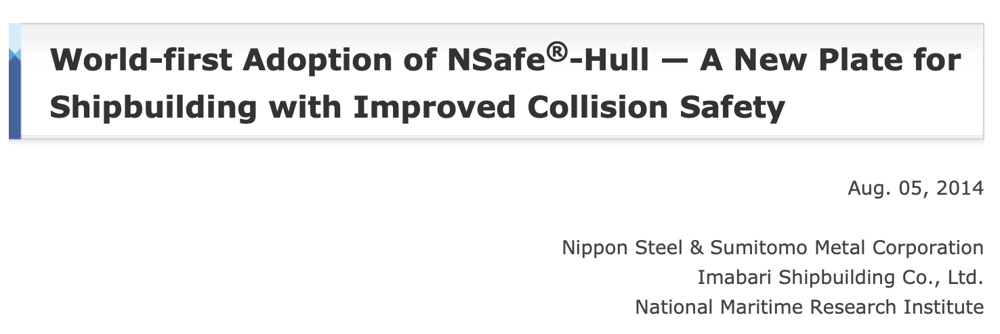 World-first Adoption of NSafe®-Hull — A New Plate for
Shipbuilding with Improved Collision Safety
Aug. 05, 2014
Nippon Steel & Sumitomo Metal Corporation
Imabari Shipbuilding Co., Ltd.
National Maritime Research Institute